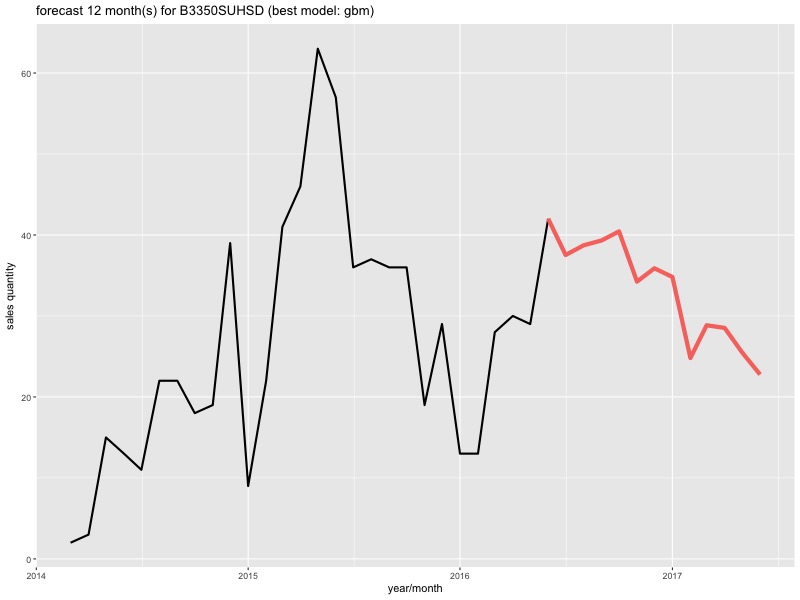 forecast 12 month(s) for B3350SUHSD (best model: gbm)
60
40
20
0
sales quantity
2014 2015 2016 2017
year/month